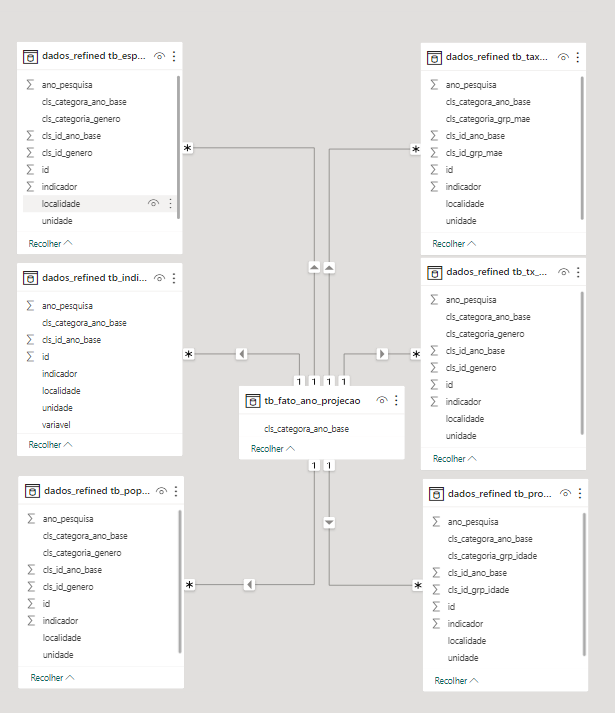 dados_refined tb_esp...
ano_pesquisa
cls_categora_ano_base
cls_categoria_genero
cls_id_ano_base
cls_id_genero
id
indicador
localidade
unidade
Recolher
dados_refined tb_tax...
ano_pesquisa
cls_categora_ano_base
cls_categoria_grp_mae
cls_id_ano_base
cls_id_grp_mae
id
indicador
localidade
unidade
Recolher
dados_refined tb_indi...
ano_pesquisa
cls_categora_ano_base
cls_id_ano_base
id
indicador
localidade
unidade
variavel
Recolher
dados_refined tb_tx_...
ano_pesquisa
cls_categora_ano_base
cls_categoria_genero
cls_id_ano_base
cls_id_genero
id
indicador
localidade
unidade
Recolher
1 1 1 1
tb_fato_ano_projecao
cls_categora_ano_base
Recolher
1 1
dados_refined tb_pop...
ano_pesquisa
cls_categora_ano_base
cls_categoria_genero
cls_id_ano_base
cls_id_genero
id
indicador
localidade
unidade
Recolher
dados_refined tb_pro...
ano_pesquisa
cls_categora_ano_base
cls_categoria_grp_idade
cls_id_ano_base
cls_id_grp_idade
id
indicador
localidade
unidade
Recolher